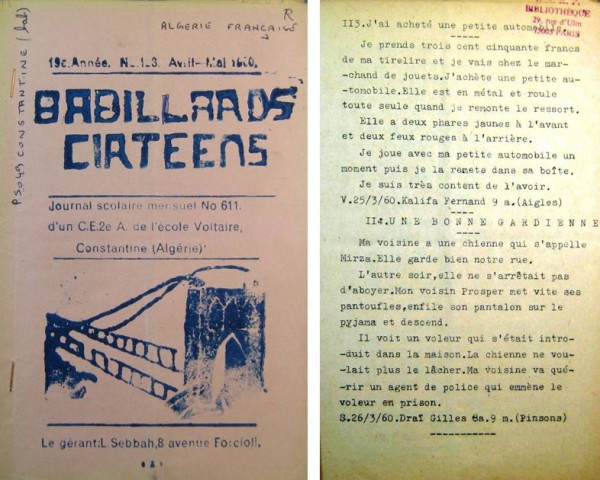 R
ALGERIE FRANÇAISE
PS049 CONSTANTINE
19e.Année. N. 1-3. Avril-Mai 1960.
BABILLARDS
CIRTEENS
Journal scolaire mensuel No 611.
d'un C.E.2e A. de l'école Voltaire,
Constantine (Algérie)
Le gérant:L.Sebbah,8 avenue Forcioli.
BIBLIOTHÈQUE
29, rue d'Ulm
75005 PARIS
II3.J'ai acheté une petite automobile.
Je prends trois cent cinquante francs
de ma tirelire et je vais chez le mar-
-chand de jouets.J'achète une petite au-
-tomobile.Elle est en métal et roule
toute seule quand je remonte le ressort.
Elle a deux phares jaunes à l'avant
et deux feux rouges à l'arrière.
Je joue avec ma petite automobile un
moment puis je la remets dans sa boîte.
Je suis très content de l'avoir.
V.25/3/60.Kalifa Fernand 9 a.(Aigles)
II4.UNE BONNE GARDIENNE
Ma voisine a une chienne qui s'appelle
Mirza.Elle garde bien notre rue.
L'autre soir,elle ne s'arrêtait pas
d'aboyer.Mon voisin Prosper met vite ses
pantoufles,enfile son pantalon sur le
pyjama et descend.
Il voit un voleur qui s'était intro-
-duit dans la maison.La chienne ne vou-
-lait plus le lâcher.Ma voisine va qué-
-rir un agent de police qui emmène le
voleur en prison.
S.26/3/60.Draï Gilles 8a.9 m.(Pinsons)